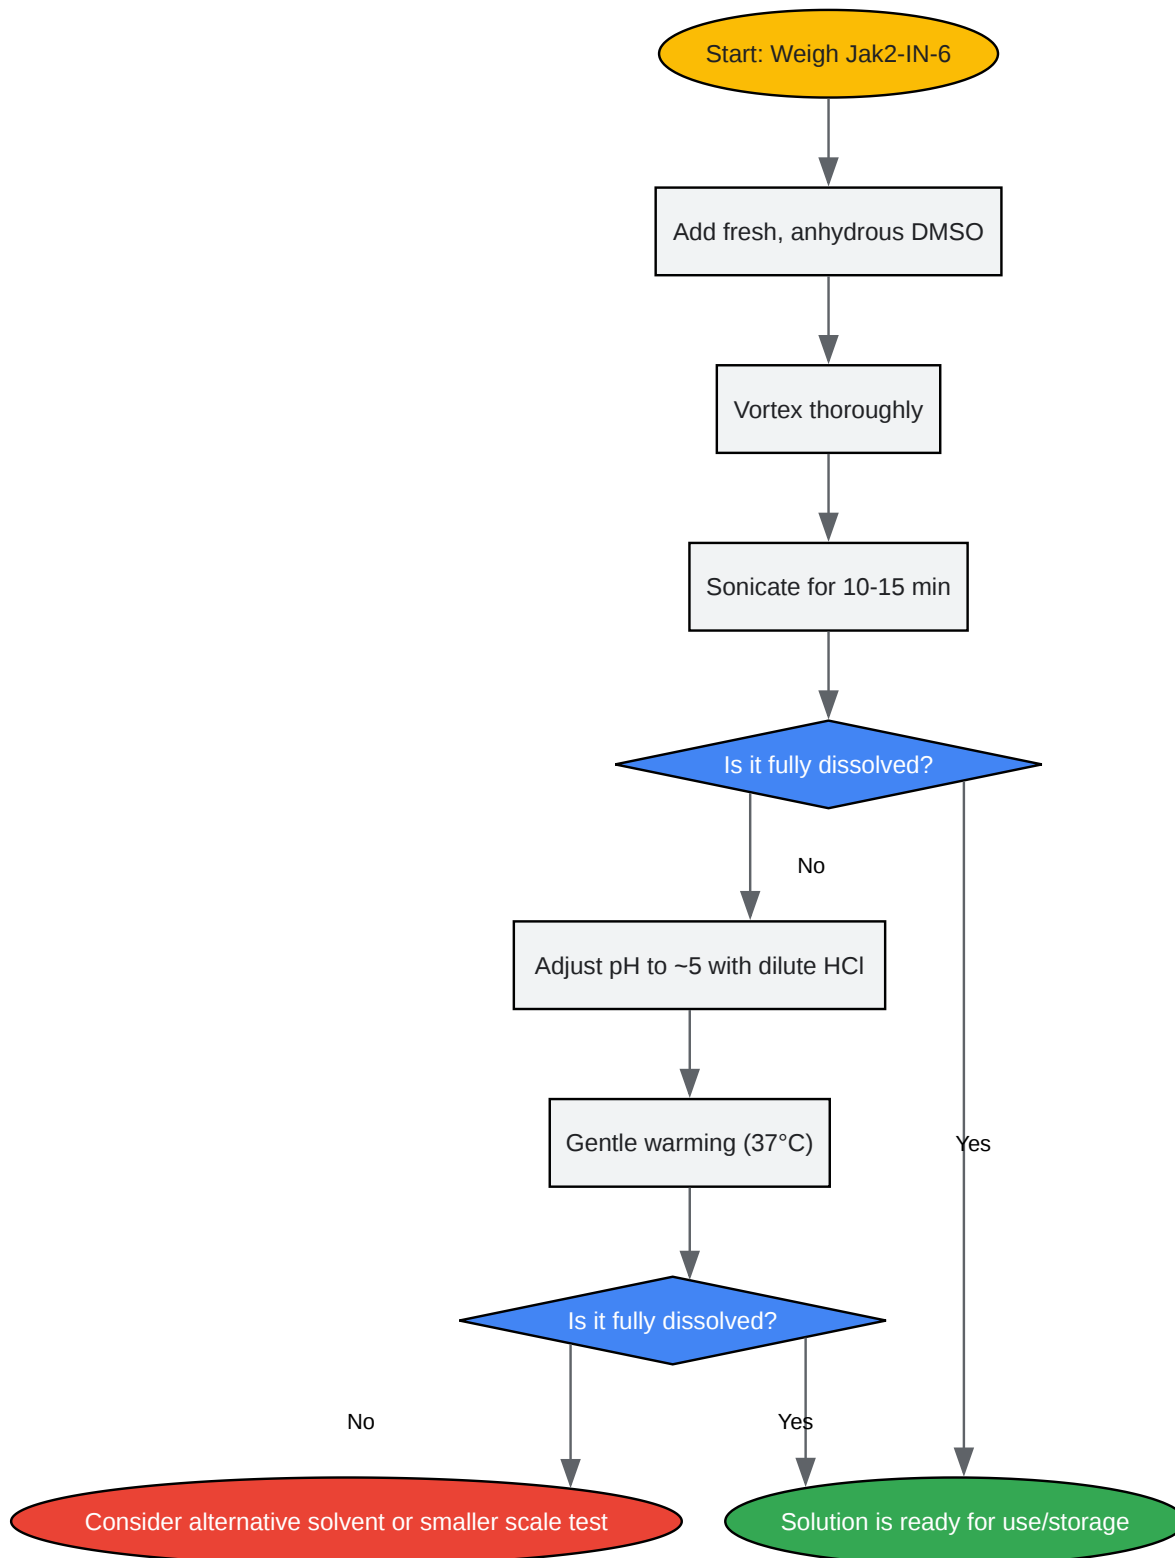 Start: Weigh Jak2-IN-6
Add fresh, anhydrous DMSO
Vortex thoroughly
Sonicate for 10-15 min
Is it fully dissolved?
No
Adjust pH to ~5 with dilute HCl
Gentle warming (37°C)
Yes
Is it fully dissolved?
No
Yes
Consider alternative solvent or smaller scale test
Solution is ready for use/storage